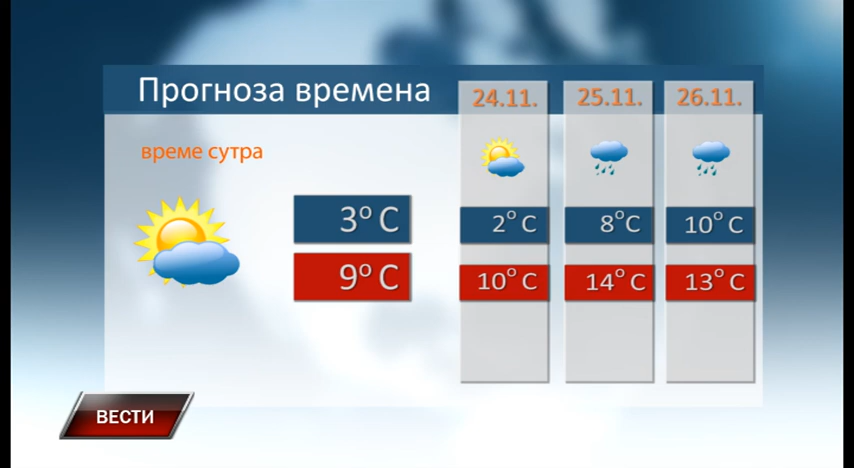 Прогноза времена
време сутра
3° C
9° C
24.11.
2° C
10° C
25.11.
8°C
14° C
26.11.
10° C
13° C
ВЕСТИ